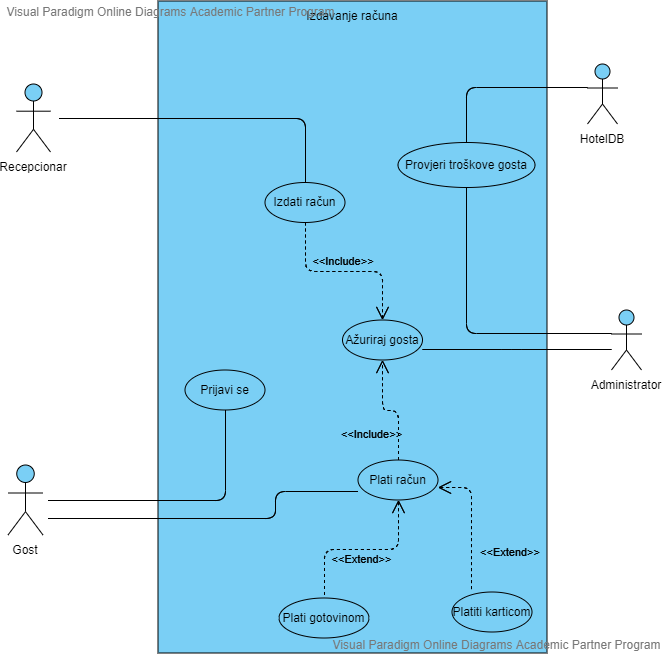 Visual Paradigm Online Diagrams Academic Partner Program
Izdavanje računa
Recepcionar
HotelDB
Provjeri troškove gosta
Izdati račun
<<Include>>
Ažuriraj gosta
Administrator
Prijavi se
<<Include>>
Plati račun
Gost
<<Extend>>
<<Extend>>
Plati gotovinom
Platiti karticom
Visual Paradigm Online Diagrams Academic Partner Program